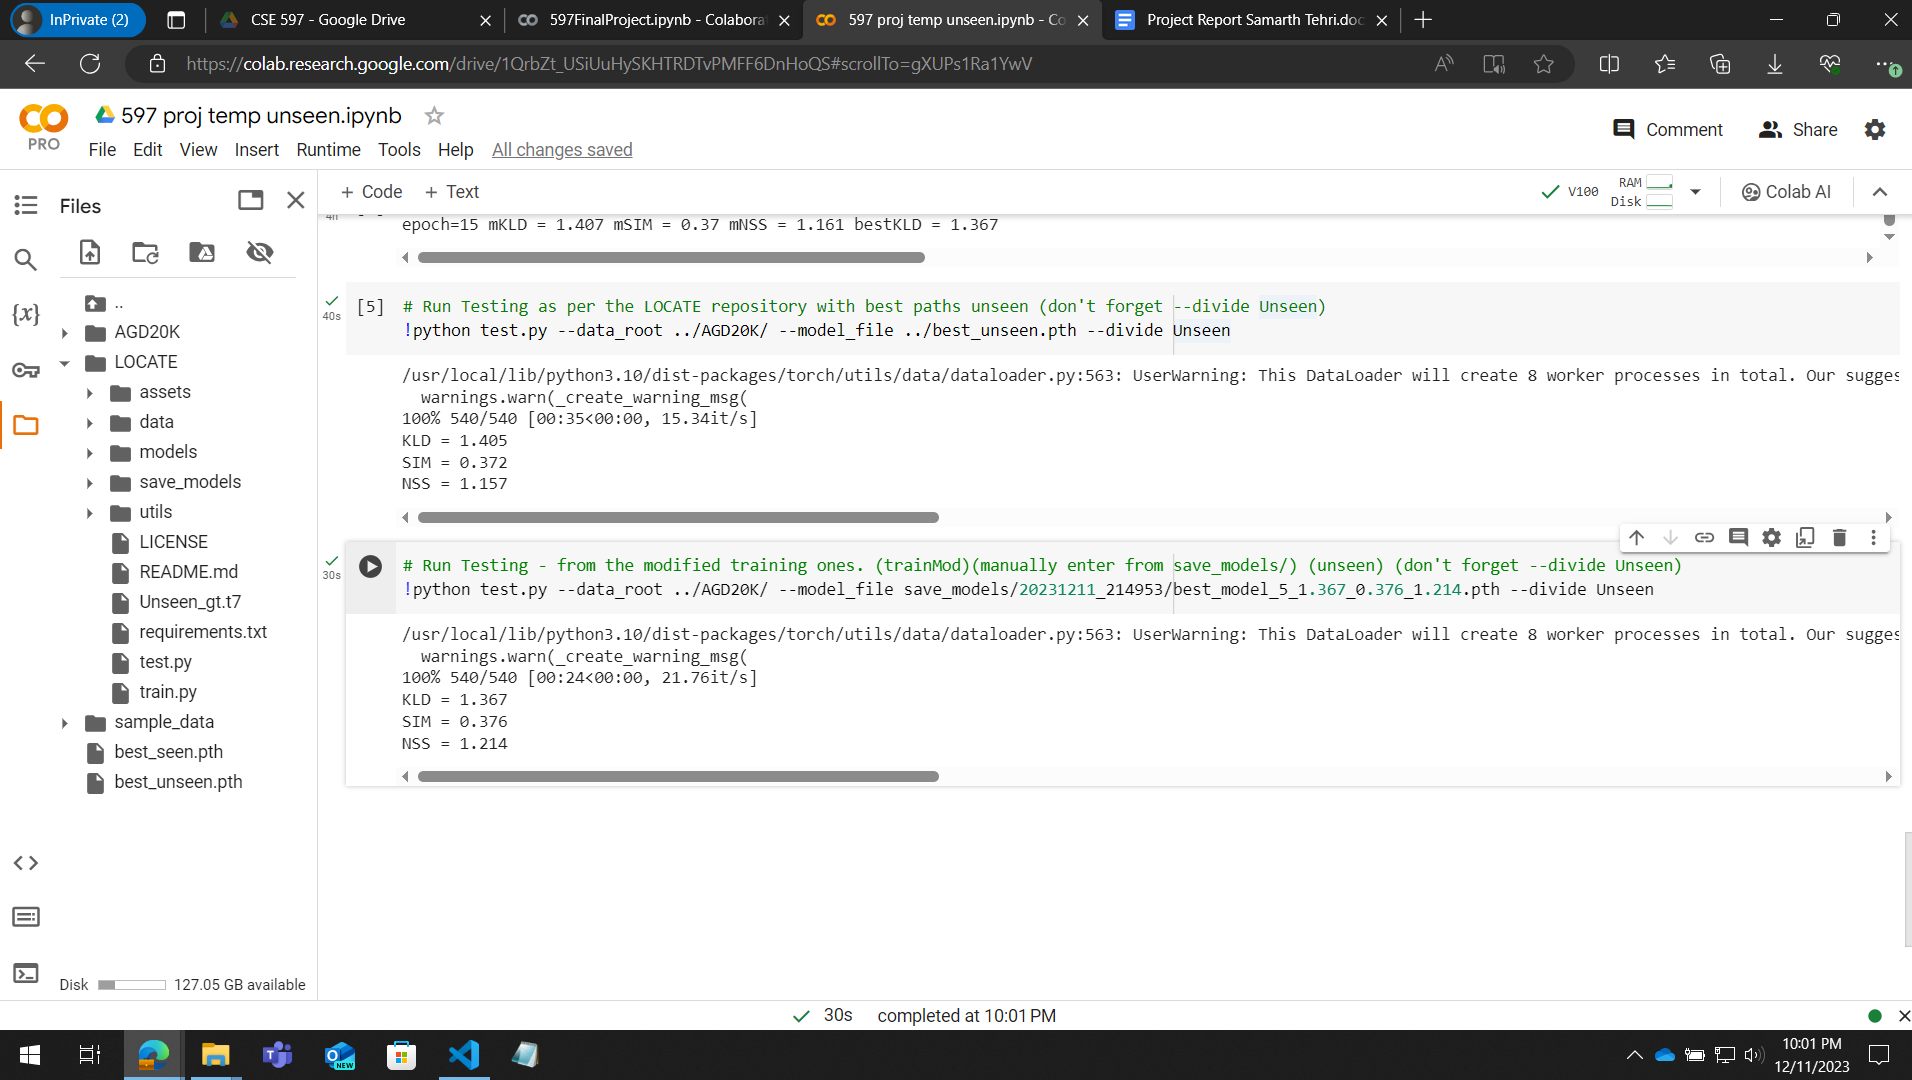 InPrivate (2)
CSE 597 - Google Drive
597FinalProject.ipynb - Colabora
597 proj temp unseen.ipynb - Co
Project Report Samarth Tehri.doc
https://colab.research.google.com/drive/1QrbZt_USiUuHySKHTRDTvPMFF6DnHoQS#scrollTo=gXUPs1Ra1YwV
PRO
597 proj temp unseen.ipynb
File Edit View Insert Runtime Tools Help All changes saved
Comment
Share
Files
+ Code + Text
V100
RAM
Disk
Colab AI
..
AGD20K
LOCATE
assets
data
models
save_models
utils
LICENSE
README.md
Unseen_gt.t7
requirements.txt
test.py
train.py
sample_data
best_seen.pth
best_unseen.pth
Disk 127.05 GB available
4h
epoch=15 mKLD = 1.407 mSIM = 0.37 mNSS = 1.161 bestKLD = 1.367
40s
[5]
# Run Testing as per the LOCATE repository with best paths unseen (don't forget --divide Unseen)
!python test.py --data_root ../AGD20K/ --model_file ../best_unseen.pth --divide Unseen
/usr/local/lib/python3.10/dist-packages/torch/utils/data/dataloader.py:563: UserWarning: This DataLoader will create 8 worker processes in total. Our sugges
warnings.warn(_create_warning_msg(
100% 540/540 [00:35<00:00, 15.34it/s]
KLD = 1.405
SIM = 0.372
NSS = 1.157
30s
# Run Testing - from the modified training ones. (trainMod)(manually enter from save_models/) (unseen) (don't forget --divide Unseen)
!python test.py --data_root ../AGD20K/ --model_file save_models/20231211_214953/best_model_5_1.367_0.376_1.214.pth --divide Unseen
/usr/local/lib/python3.10/dist-packages/torch/utils/data/dataloader.py:563: UserWarning: This DataLoader will create 8 worker processes in total. Our sugges
warnings.warn(_create_warning_msg(
100% 540/540 [00:24<00:00, 21.76it/s]
KLD = 1.367
SIM = 0.376
NSS = 1.214
30s completed at 10:01 PM
NEW
10:01 PM
12/11/2023